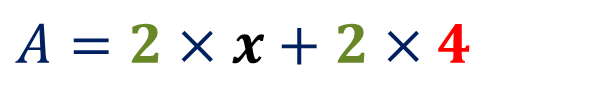 A = 2 × x + 2 × 4